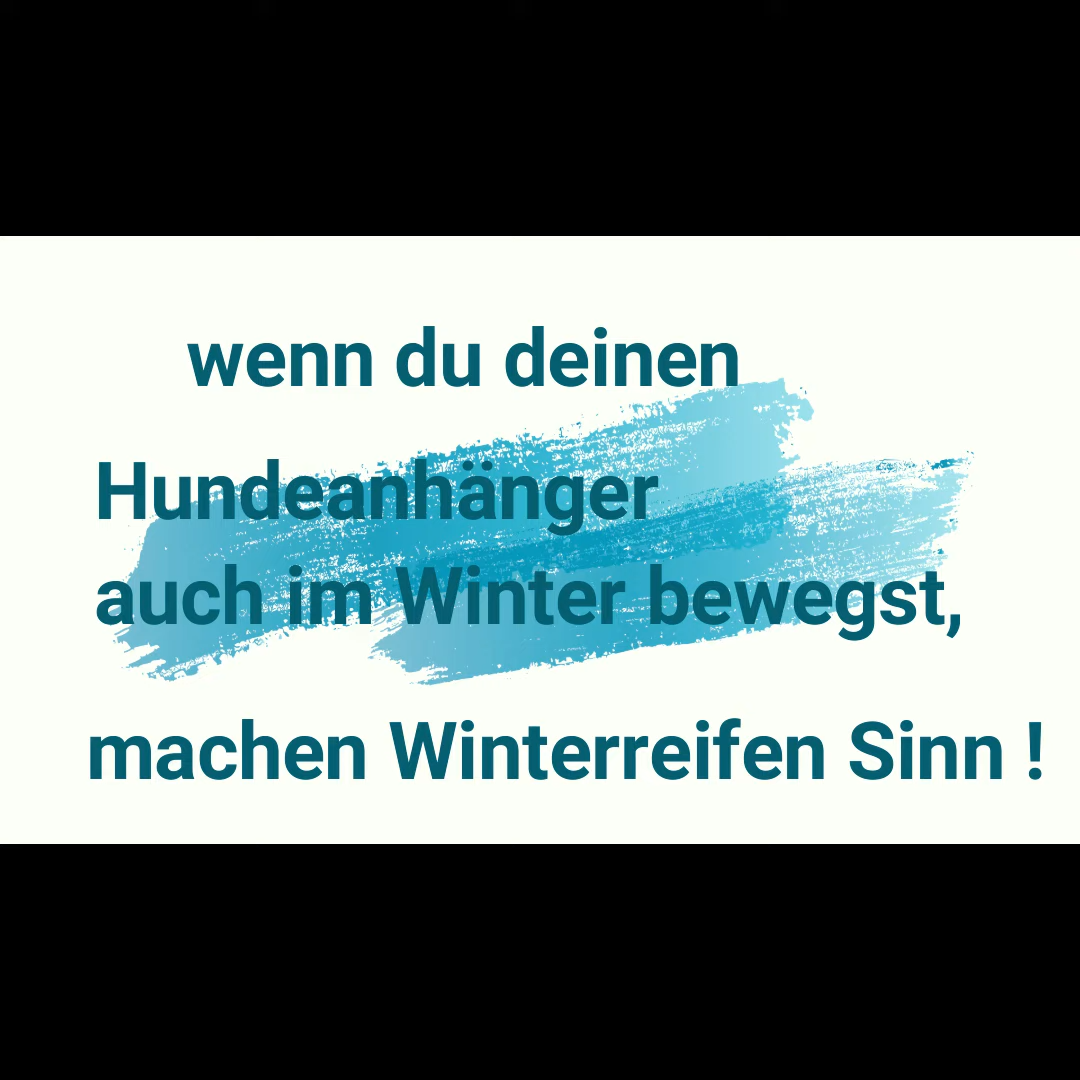 wenn du deinen
Hundeanhänger
auch im Winter bewegst,
machen Winterreifen Sinn !